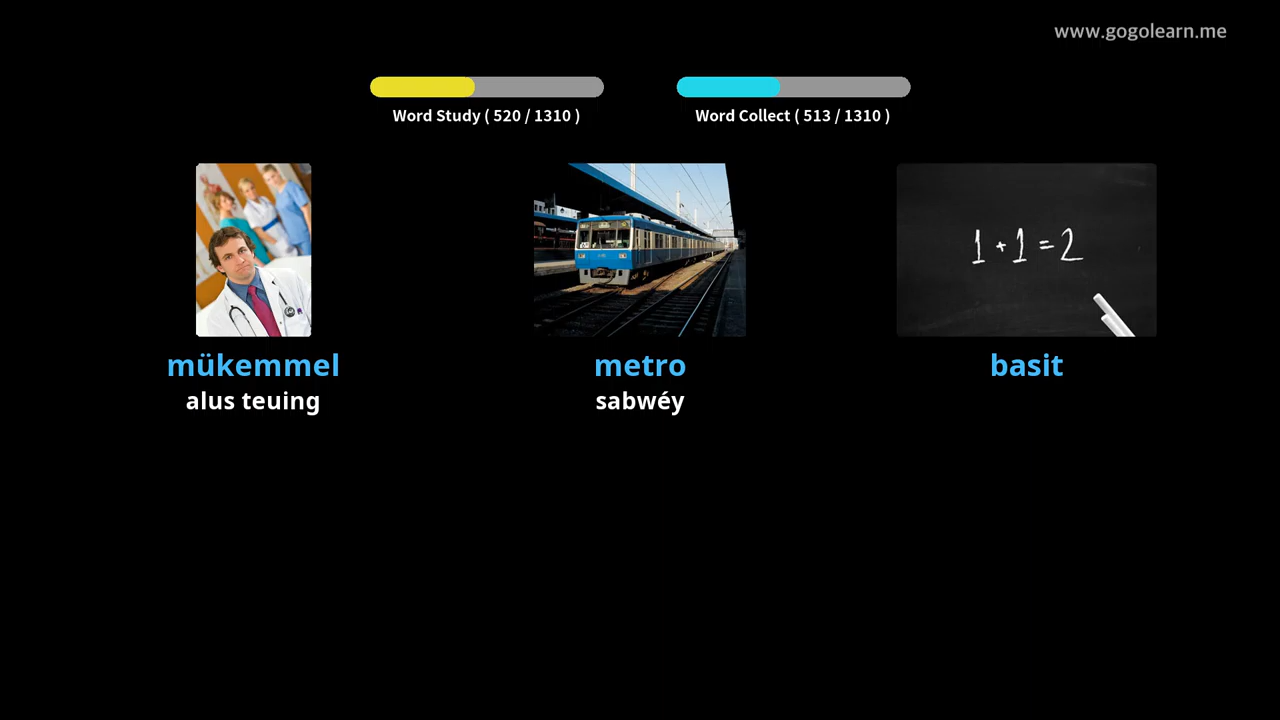 www.gogolearn.me
Word Study ( 520 / 1310 )
Word Collect ( 513 / 1310 )
1 + 1 = 2
mükemmel
alus teuing
metro
sabwéy
basit